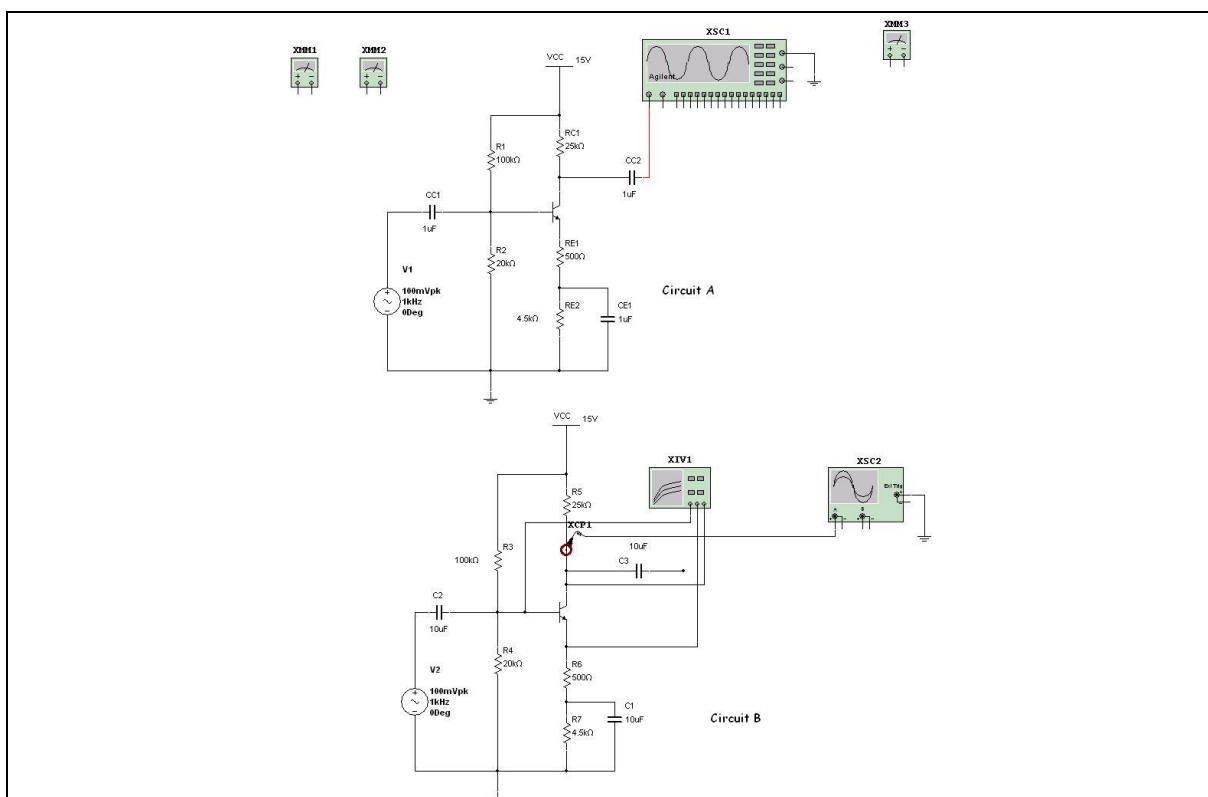 XMM1
XMM2
XSC1
XMM3
Agilent
VCC
15V
RC1
25kΩ
R1
100kΩ
CC2
1uF
CC1
1uF
R2
20kΩ
RE1
500Ω
V1
100mVpk
1kHz
0Deg
Circuit A
RE2
4.5kΩ
CE1
1uF
VCC
15V
XIV1
XSC2
Ext Trig
A
B
R5
25kΩ
XCP1
R3
100kΩ
10uF
C3
C2
10uF
R4
20kΩ
V2
100mVpk
1kHz
0Deg
R6
500Ω
C1
10uF
R7
4.5kΩ
Circuit B